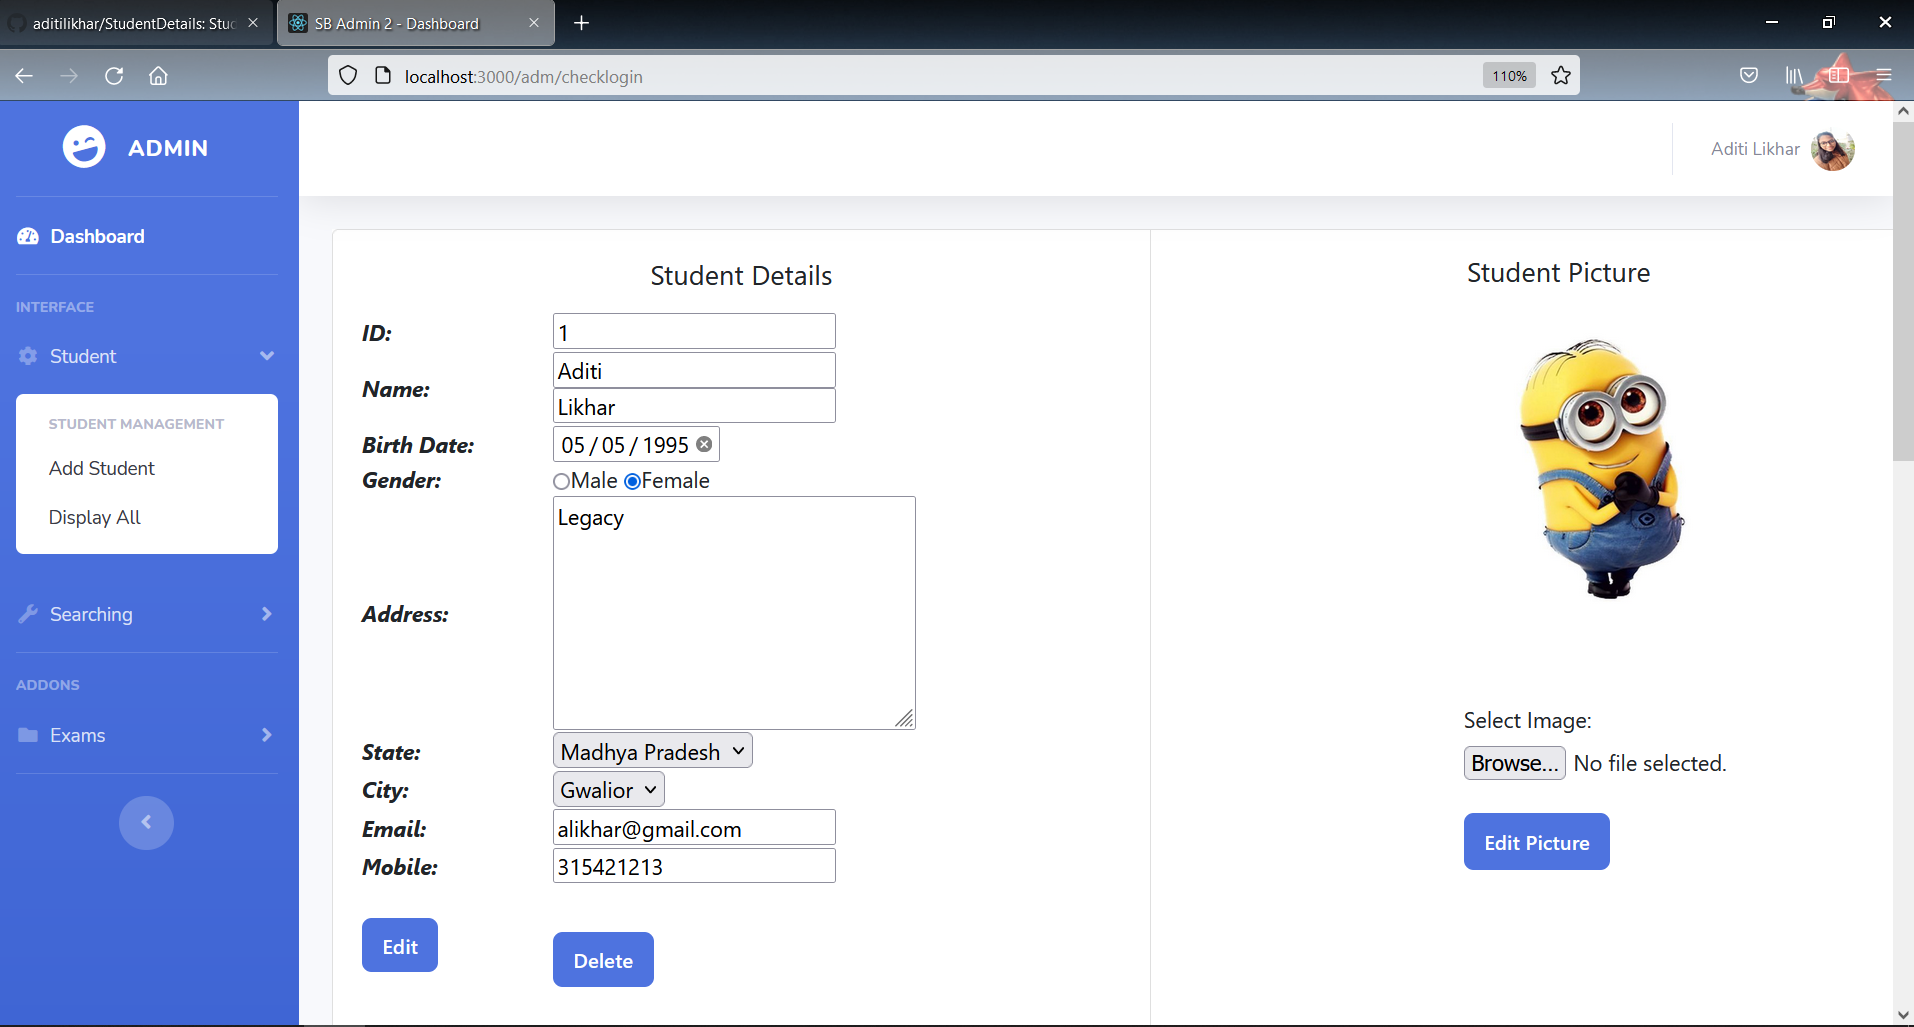 aditilikhar/StudentDetails: Stud
SB Admin 2 - Dashboard
localhost:3000/adm/checklogin
110%
ADMIN
Dashboard
INTERFACE
Student
STUDENT MANAGEMENT
Add Student
Display All
Searching
ADDONS
Exams
Aditi Likhar
Student Details
ID: 1
Name: Aditi
Likhar
Birth Date: 05 / 05 / 1995
Gender: Male Female
Address: Legacy
State: Madhya Pradesh
City: Gwalior
Email: alikhar@gmail.com
Mobile: 315421213
Edit
Delete
Student Picture
Select Image:
Browse... No file selected.
Edit Picture